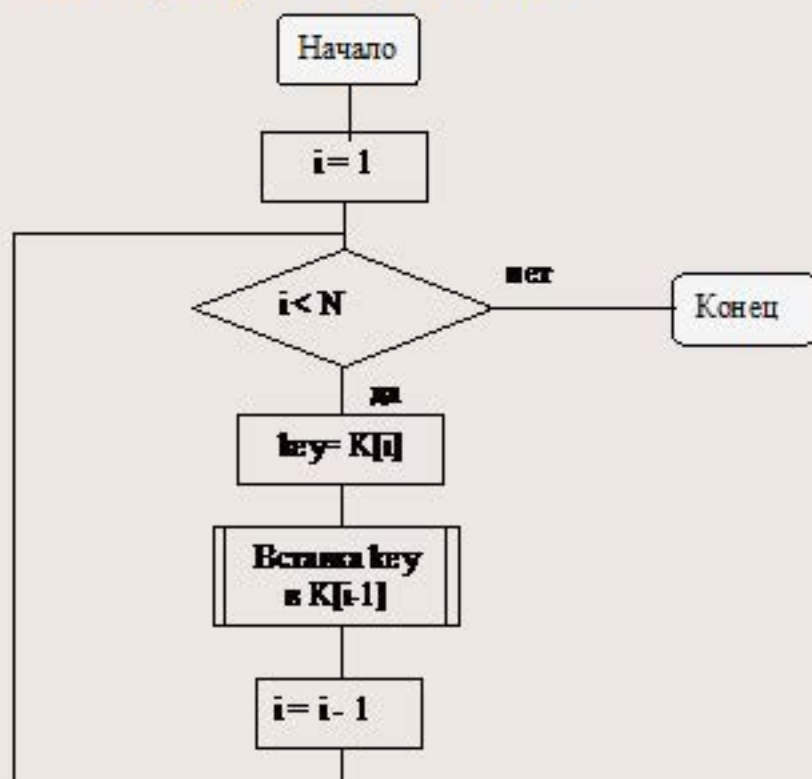 Начало
i = 1
i < N
нет
Конец
да
key= K[i]
Вставка key
в K[i-1]
i = i - 1